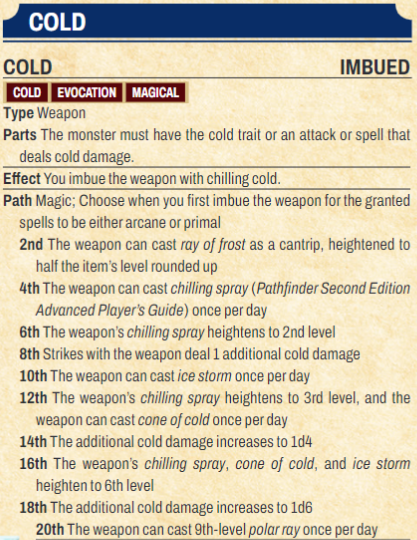 COLD
COLD IMBUED
COLD EVOCATION MAGICAL
Type Weapon
Parts The monster must have the cold trait or an attack or spell that
deals cold damage.
Effect You imbue the weapon with chilling cold.
Path Magic; Choose when you first imbue the weapon for the granted
spells to be either arcane or primal
2nd The weapon can cast ray of frost as a cantrip, heightened to
half the item's level rounded up
4th The weapon can cast chilling spray (Pathfinder Second Edition
Advanced Player's Guide) once per day
6th The weapon's chilling spray heightens to 2nd level
8th Strikes with the weapon deal 1 additional cold damage
10th The weapon can cast ice storm once per day
12th The weapon's chilling spray heightens to 3rd level, and the
weapon can cast cone of cold once per day
14th The additional cold damage increases to 1d4
16th The weapon's chilling spray, cone of cold, and ice storm
heighten to 6th level
18th The additional cold damage increases to 1d6
20th The weapon can cast 9th-level polar ray once per day